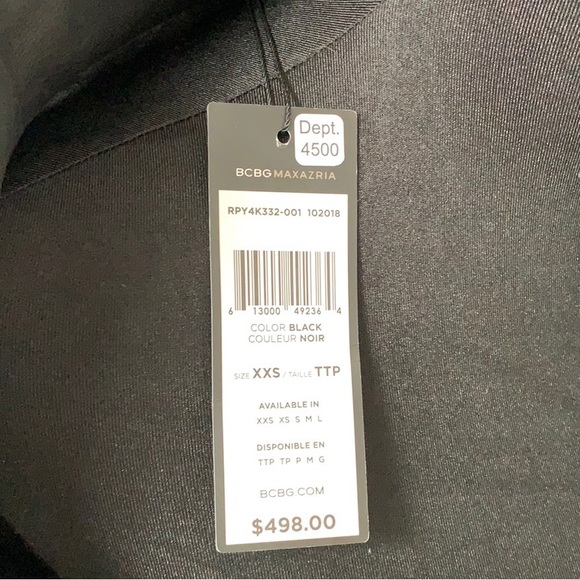 Dept.
4500
BCBGMAXAZRIA
RPY4K332-001 102018
6 13000 49236 4
COLOR BLACK
COULEUR NOIR
SIZE XXS / TAILLE TTP
AVAILABLE IN
XXS XS S M L
DISPONIBLE EN
TTP TP P M G
BCBG.COM
$498.00